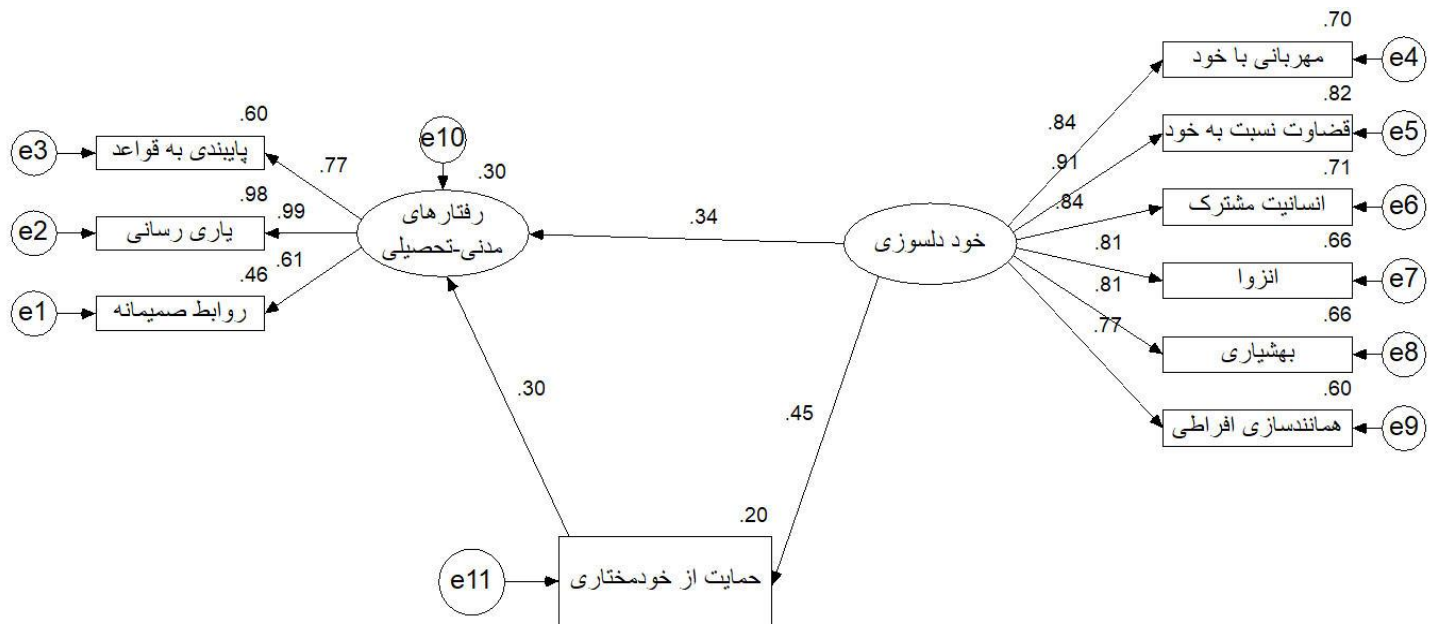 .70
مهربانی با خود
e4
.84
.82
قضاوت نسبت به خود
e5
.91
.71
انسانیت مشترک
e6
.84
.66
انزوا
e7
.81
.66
بهشیاری
e8
.81
.60
همانندسازی افراطی
e9
.77
خود دلسوزی
.34
.45
e10
.30
رفتارهای
مدنی-تحصیلی
.60
پایبندی به قواعد
e3
.77
.98
یاری رسانی
e2
.99
.46
روابط صمیمانه
e1
.61
.30
.20
حمایت از خودمختاری
e11